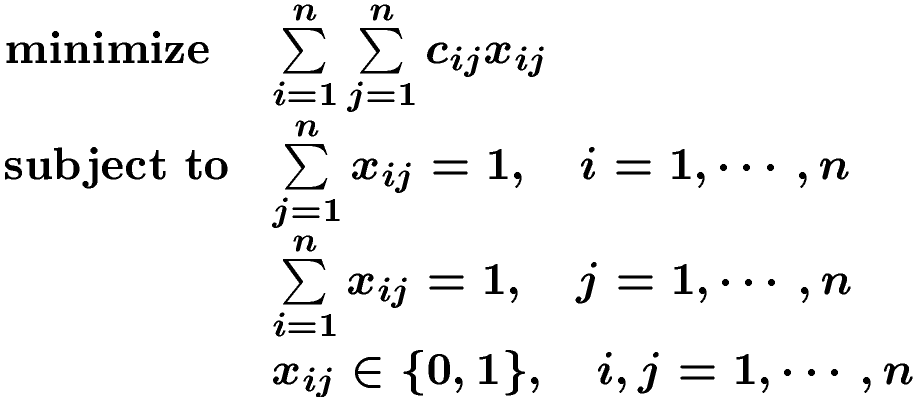 minimize $\sum_{i=1}^{n} \sum_{j=1}^{n} c_{ij} x_{ij}$
subject to $\sum_{j=1}^{n} x_{ij} = 1, \quad i = 1, \cdots, n$
$\sum_{i=1}^{n} x_{ij} = 1, \quad j = 1, \cdots, n$
$x_{ij} \in \{0, 1\}, \quad i, j = 1, \cdots, n$